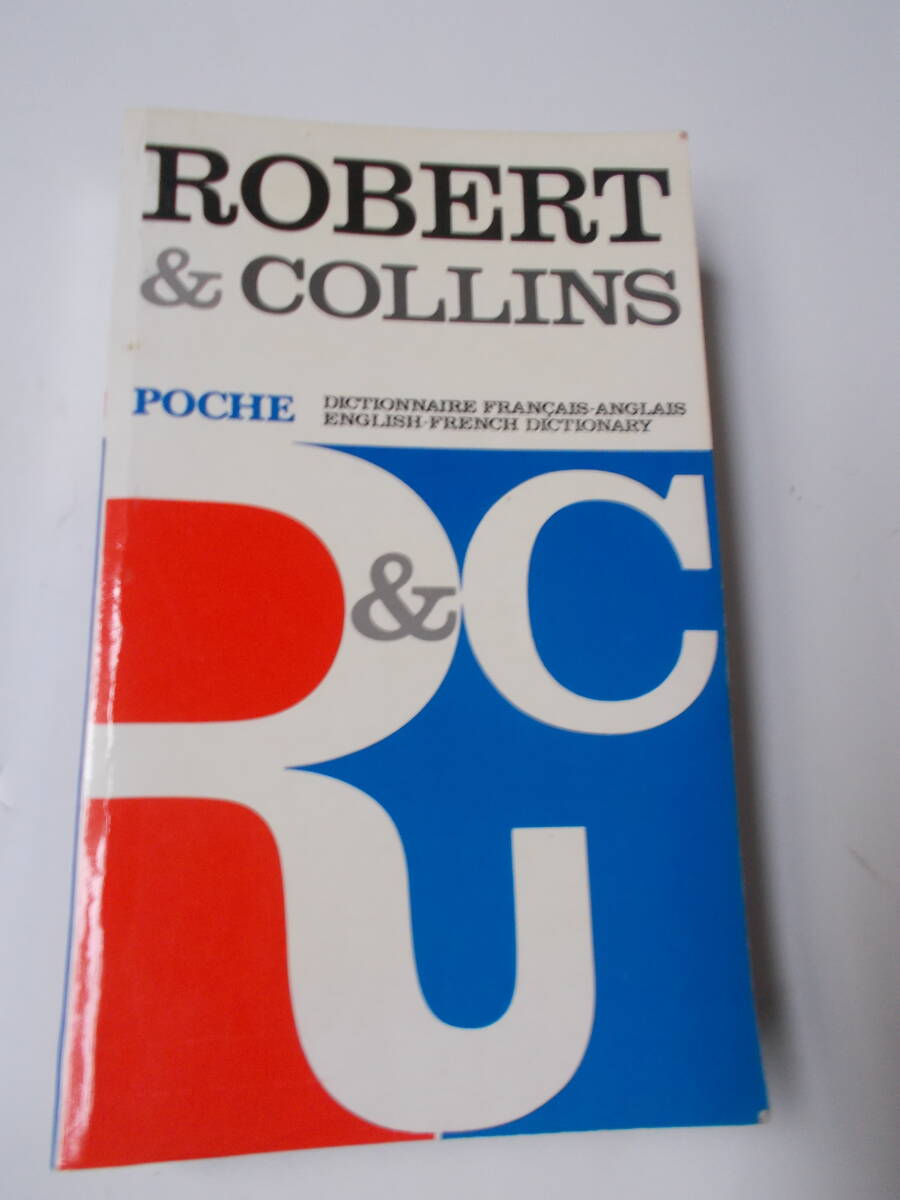 ROBERT
& COLLINS
POCHE
DICTIONNAIRE FRANÇAIS-ANGLAIS
ENGLISH-FRENCH DICTIONARY
R&C